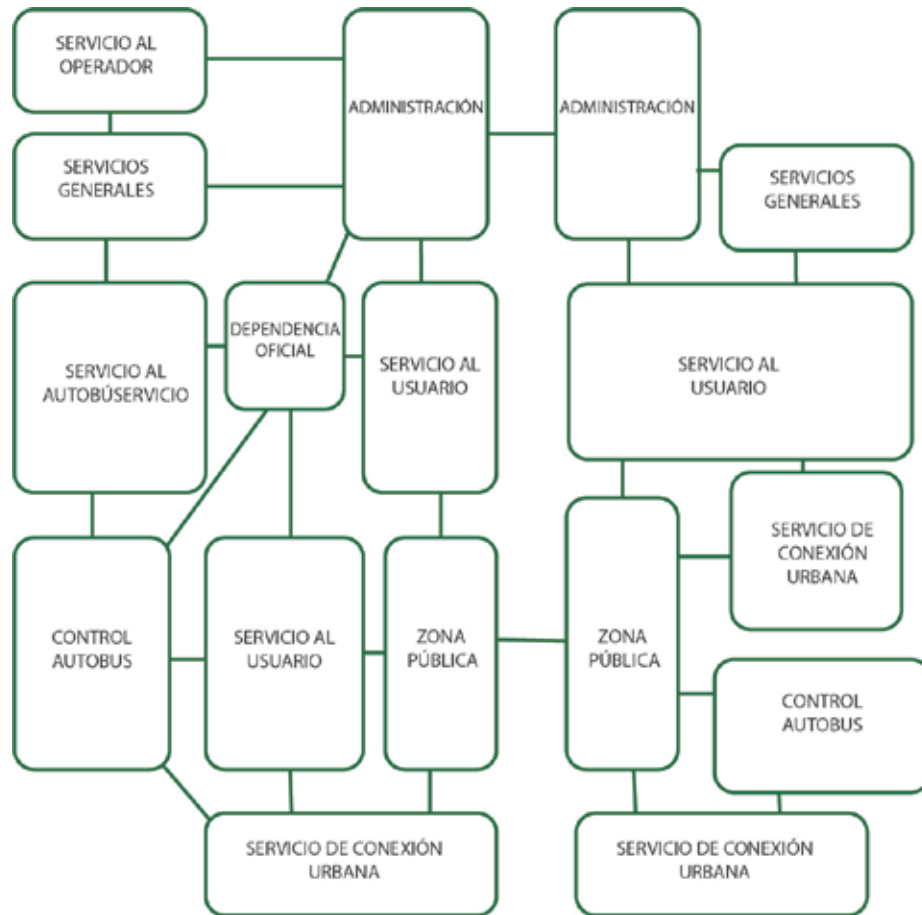 SERVICIO AL
OPERADOR
ADMINISTRACIÓN
ADMINISTRACIÓN
SERVICIOS
GENERALES
SERVICIOS
GENERALES
DEPENDENCIA
OFICIAL
SERVICIO AL
AUTOBÚSERVICIO
SERVICIO AL
USUARIO
SERVICIO AL
USUARIO
SERVICIO DE
CONEXIÓN
URBANA
CONTROL
AUTOBUS
SERVICIO AL
USUARIO
ZONA
PÚBLICA
ZONA
PÚBLICA
CONTROL
AUTOBUS
SERVICIO DE CONEXIÓN
URBANA
SERVICIO DE CONEXIÓN
URBANA